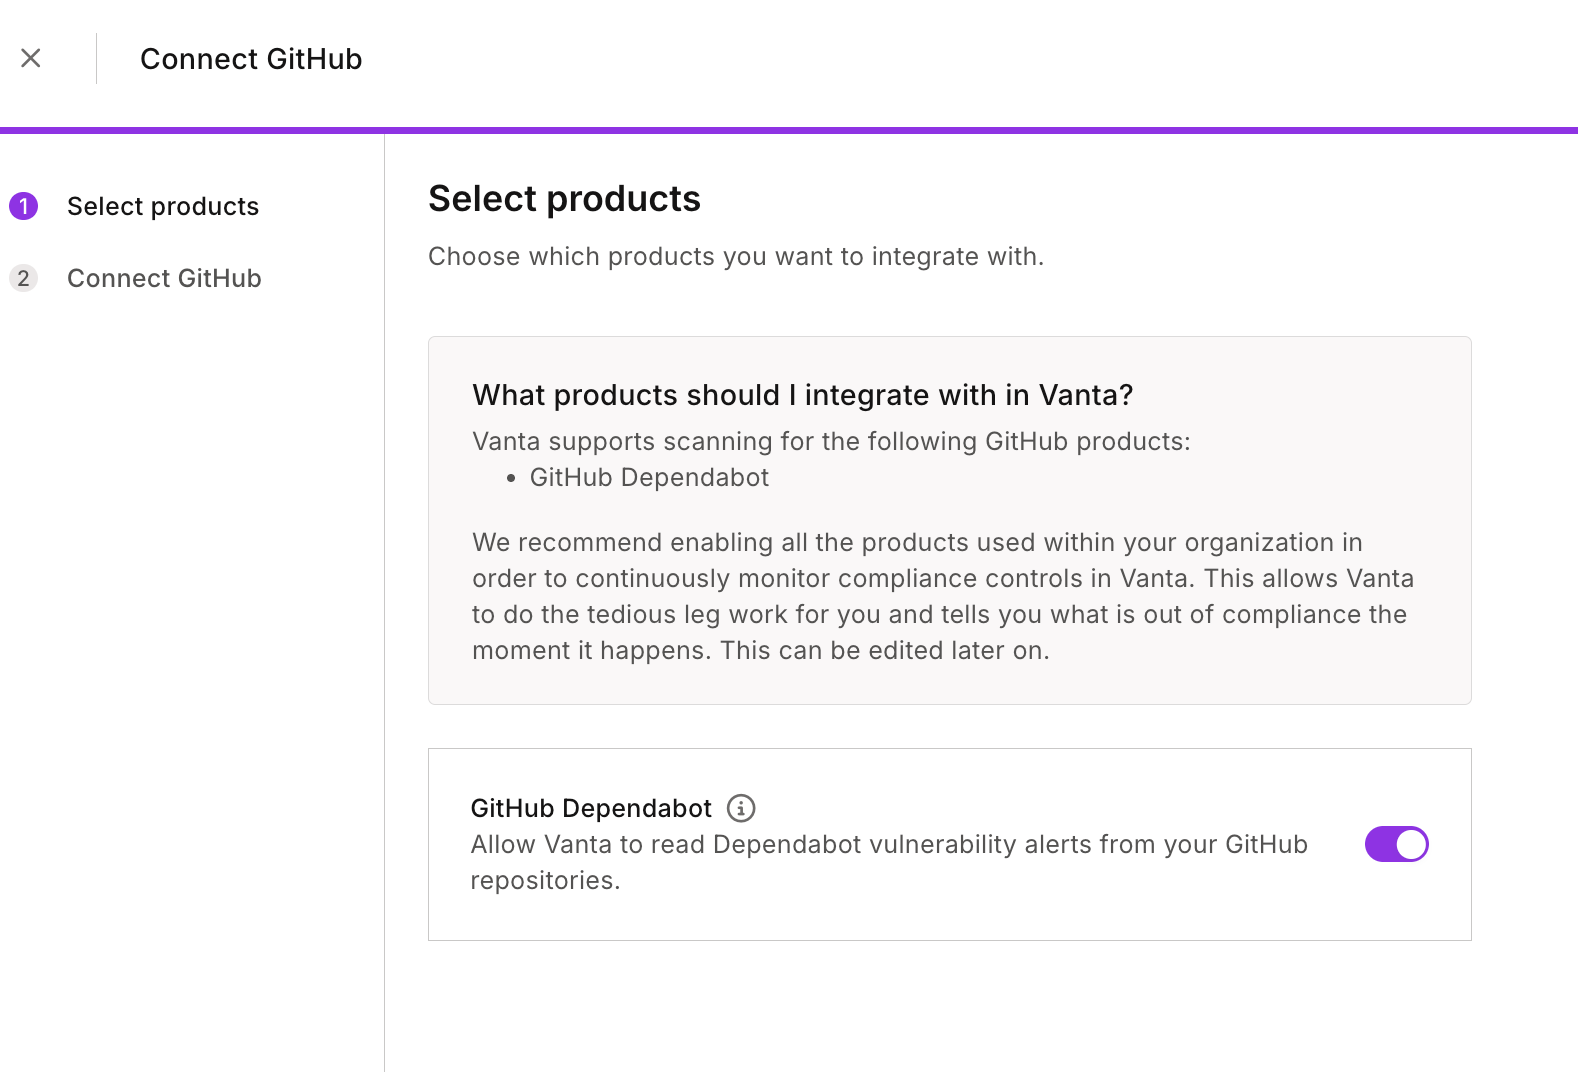 Connect GitHub
1 Select products
2 Connect GitHub
Select products
Choose which products you want to integrate with.
What products should I integrate with in Vanta?
Vanta supports scanning for the following GitHub products:
• GitHub Dependabot
We recommend enabling all the products used within your organization in
order to continuously monitor compliance controls in Vanta. This allows Vanta
to do the tedious leg work for you and tells you what is out of compliance the
moment it happens. This can be edited later on.
GitHub Dependabot
Allow Vanta to read Dependabot vulnerability alerts from your GitHub
repositories.